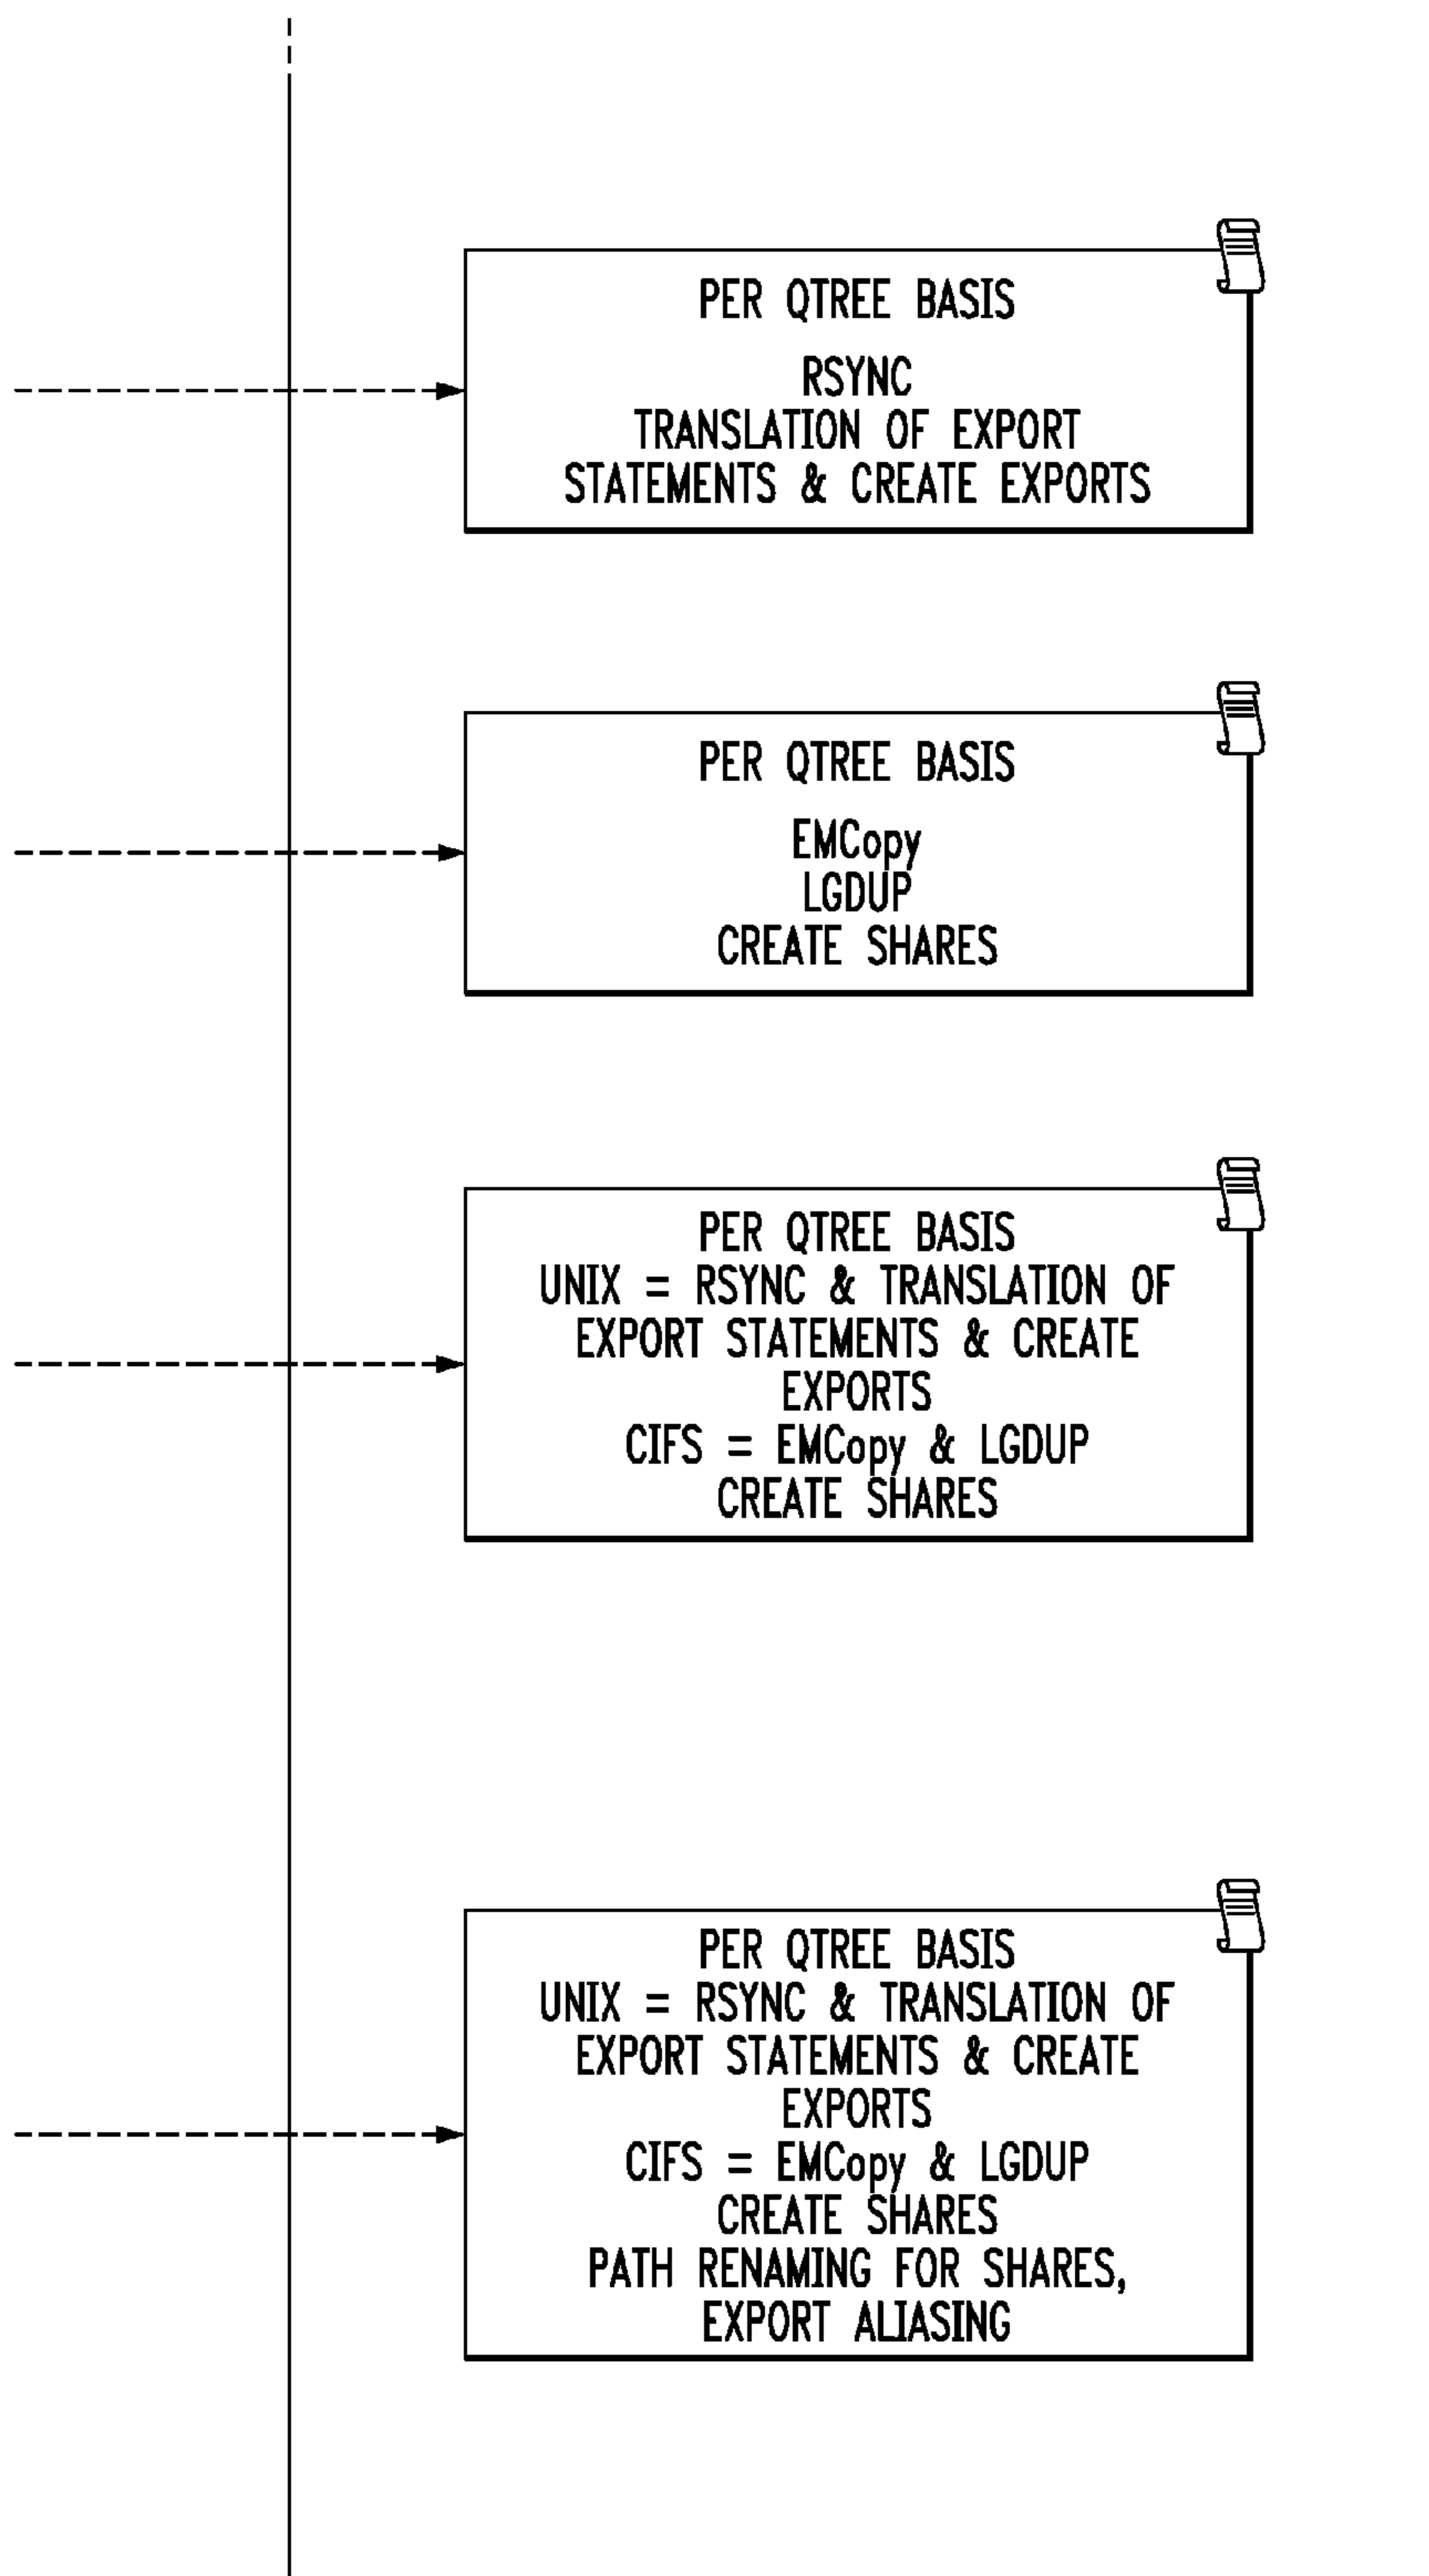 PER QTREE BASIS
RSYNC
TRANSLATION OF EXPORT
STATEMENTS & CREATE EXPORTS
PER QTREE BASIS
EMCopy
LGDUP
CREATE SHARES
PER QTREE BASIS
UNIX = RSYNC & TRANSLATION OF
EXPORT STATEMENTS & CREATE
EXPORTS
CIFS = EMCopy & LGDUP
CREATE SHARES
PER QTREE BASIS
UNIX = RSYNC & TRANSLATION OF
EXPORT STATEMENTS & CREATE
EXPORTS
CIFS = EMCopy & LGDUP
CREATE SHARES
PATH RENAMING FOR SHARES,
EXPORT ALIASING